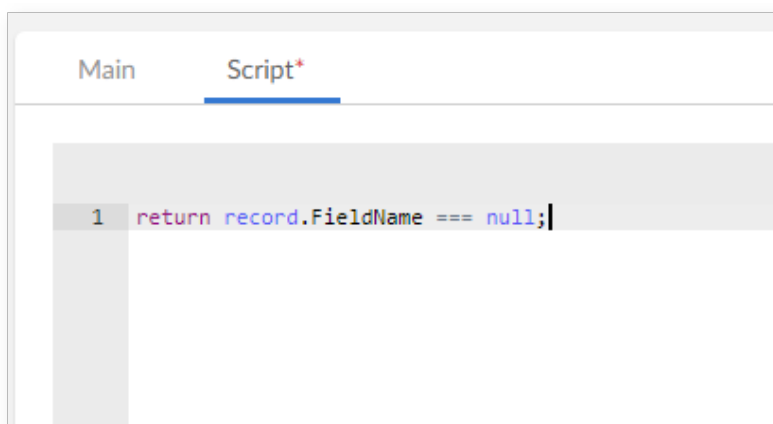 Main Script*
1 return record.FieldName === null;